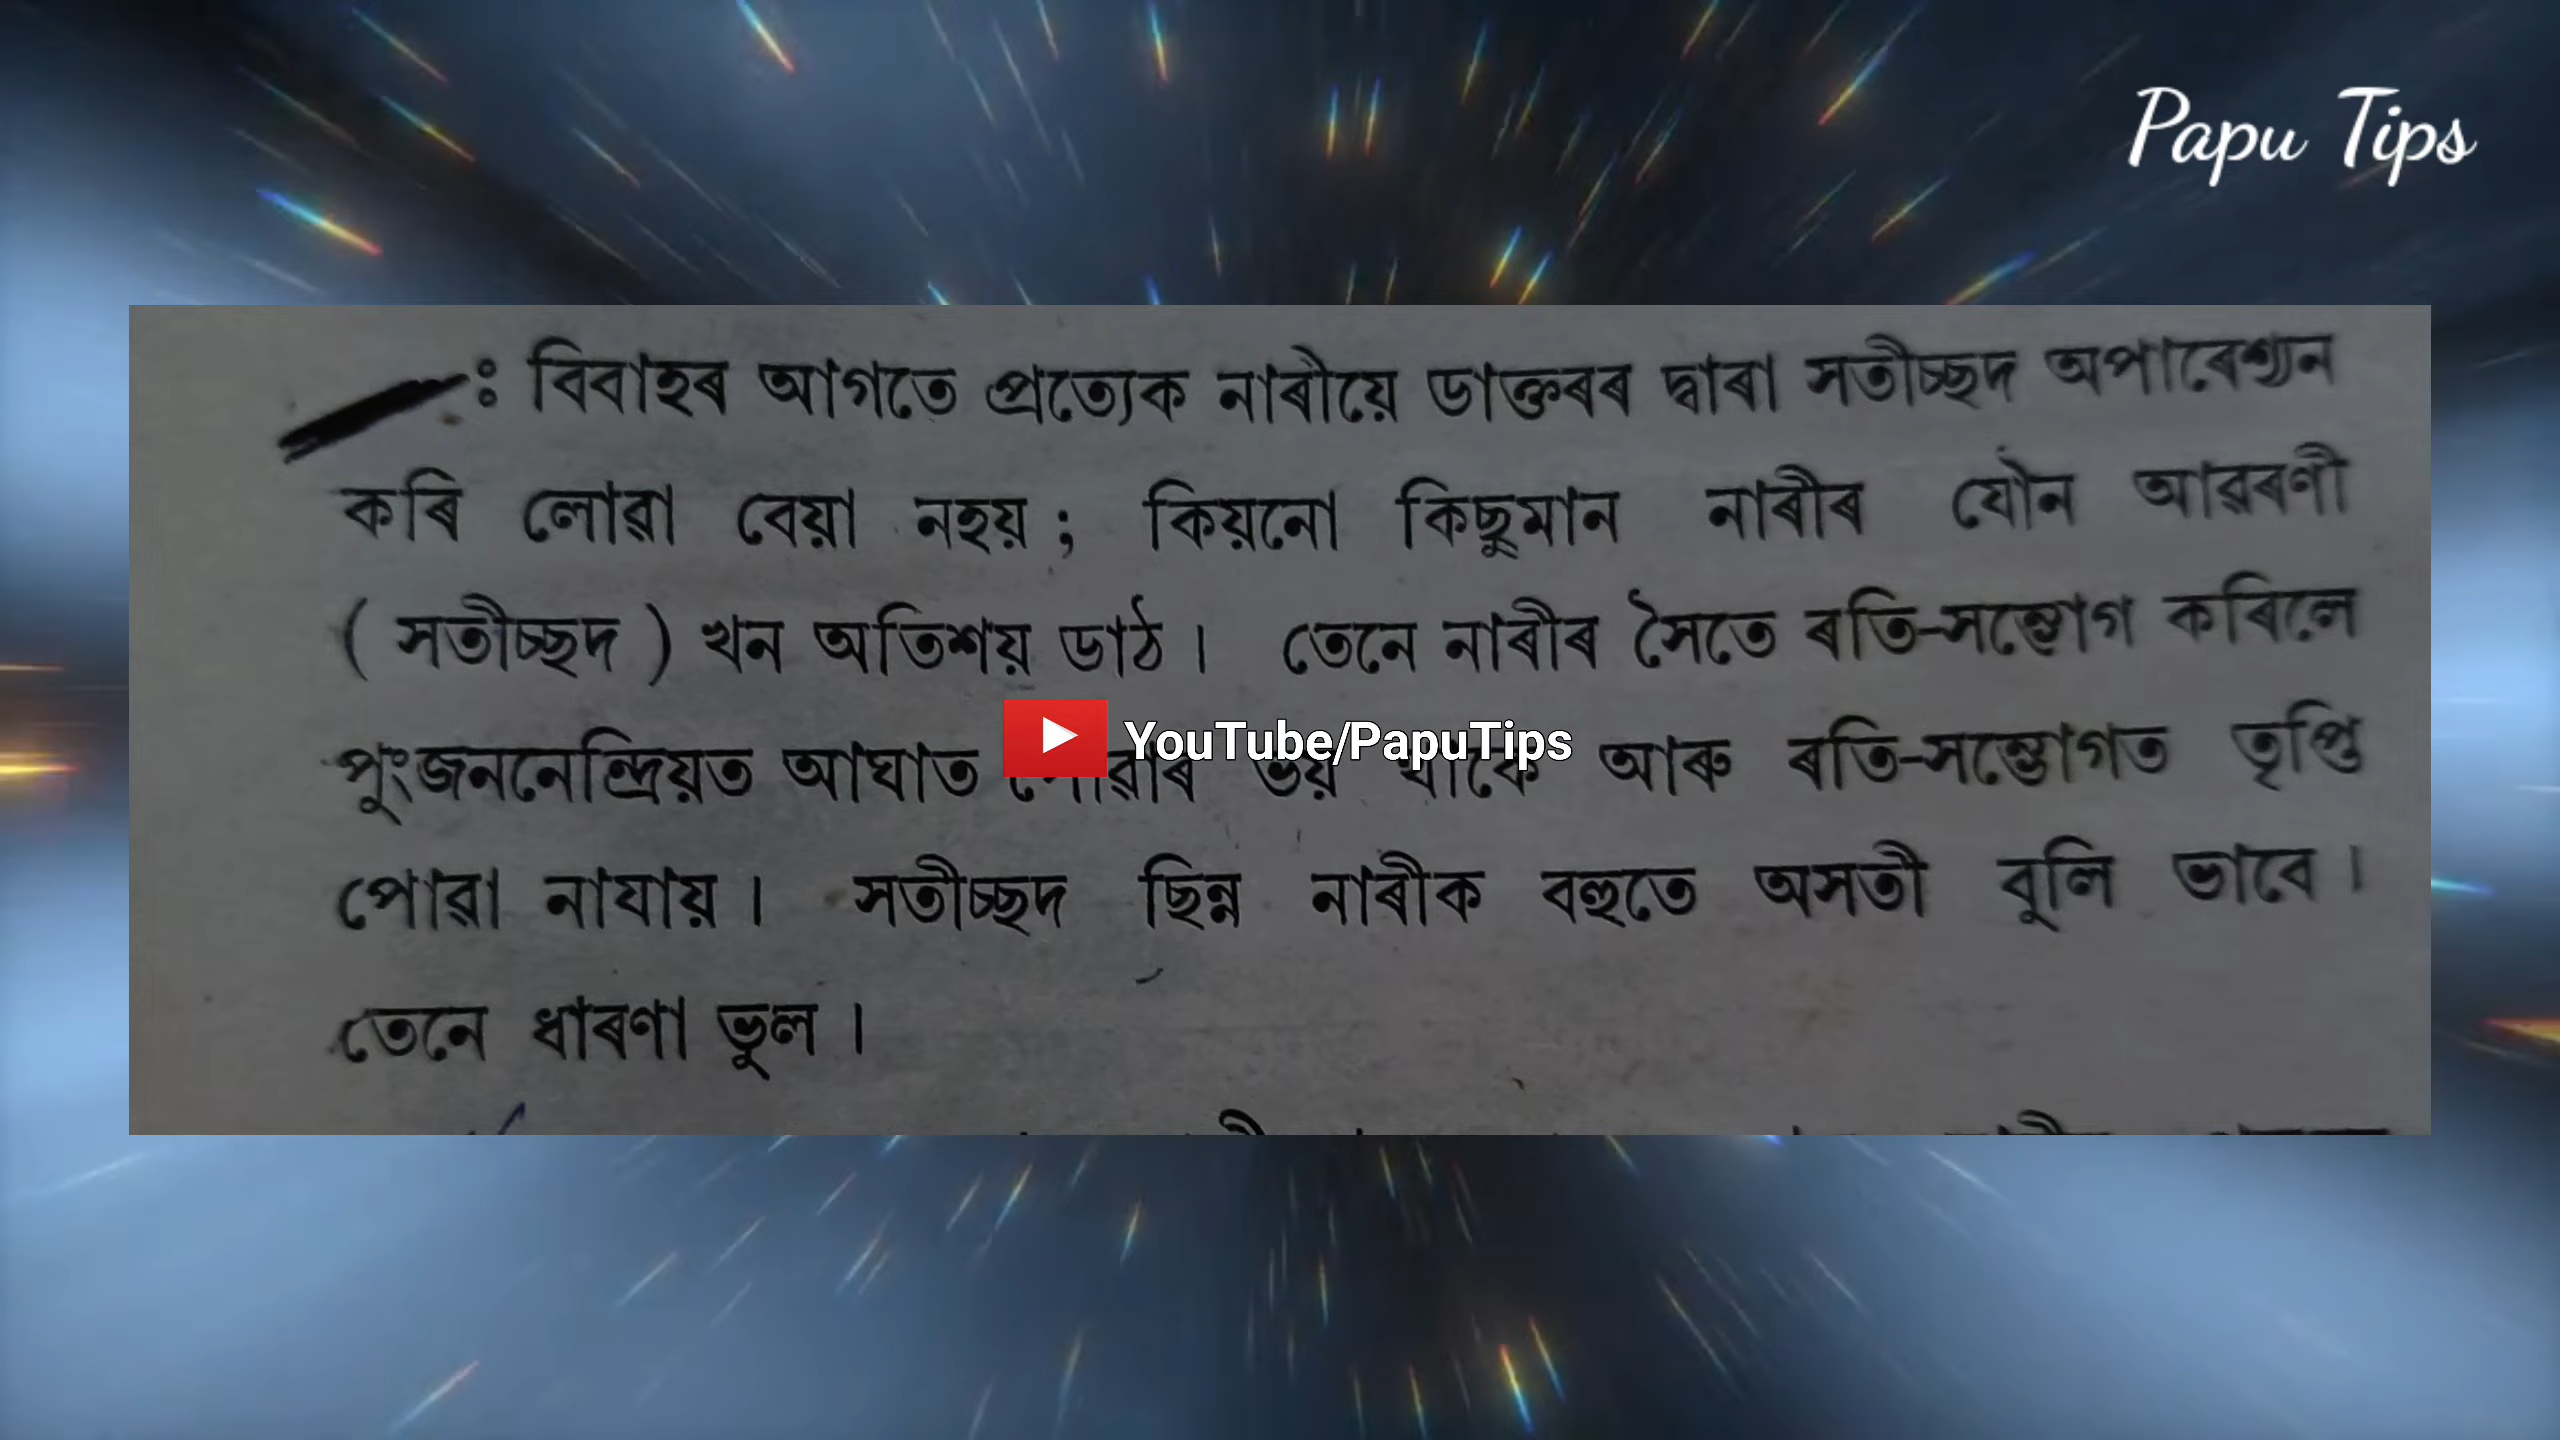 Papu Tips
: বিবাহৰ আগতে প্ৰত্যেক নাৰীয়ে ডাক্তৰৰ দ্বাৰা সতীচ্ছদ অপাৰেশ্যন
কৰি লোৱা বেয়া নহয় ; কিয়নো কিছুমান নাৰীৰ যৌন আৱৰণী
( সতীচ্ছদ ) খন অতিশয় ডাঠ । তেনে নাৰীৰ সৈতে ৰতি-সম্ভোগ কৰিলে
পুংজননেন্দ্ৰিয়ত আঘাত পোৱাৰ ভয় থাকে আৰু ৰতি-সম্ভোগত তৃপ্তি
YouTube/PapuTips
পোৱা নাযায় । সতীচ্ছদ ছিন্ন নাৰীক বহুতে অসতী বুলি ভাবে ।
তেনে ধাৰণা ভুল ।